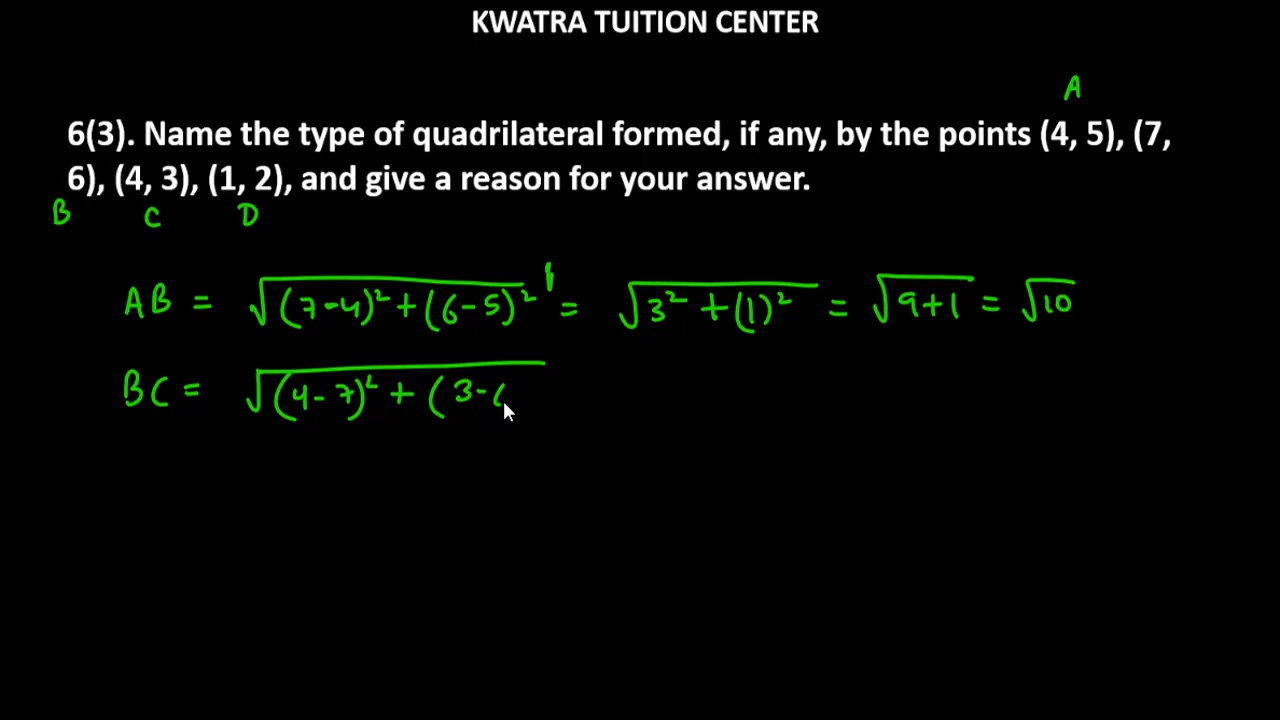 KWATRA TUITION CENTER
A
6(3). Name the type of quadrilateral formed, if any, by the points (4, 5), (7,
6), (4, 3), (1, 2), and give a reason for your answer.
B C D
AB = √(7-4)² + (6-5)² = √3² + (1)² = √9+1 = √10
BC = √(4-7)² + (3-